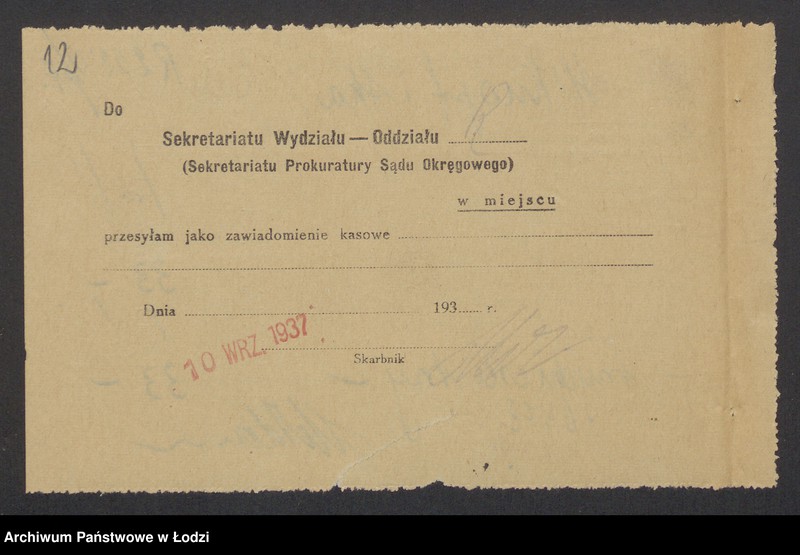 12
Do
Sekretariatu Wydziału — Oddziału
(Sekretariatu Prokuratury Sądu Okręgowego)
w miejscu
przesyłam jako zawiadomienie kasowe
Dnia 193 r.
10 WRZ. 1937
Skarbnik
Archiwum Państwowe w Łodzi